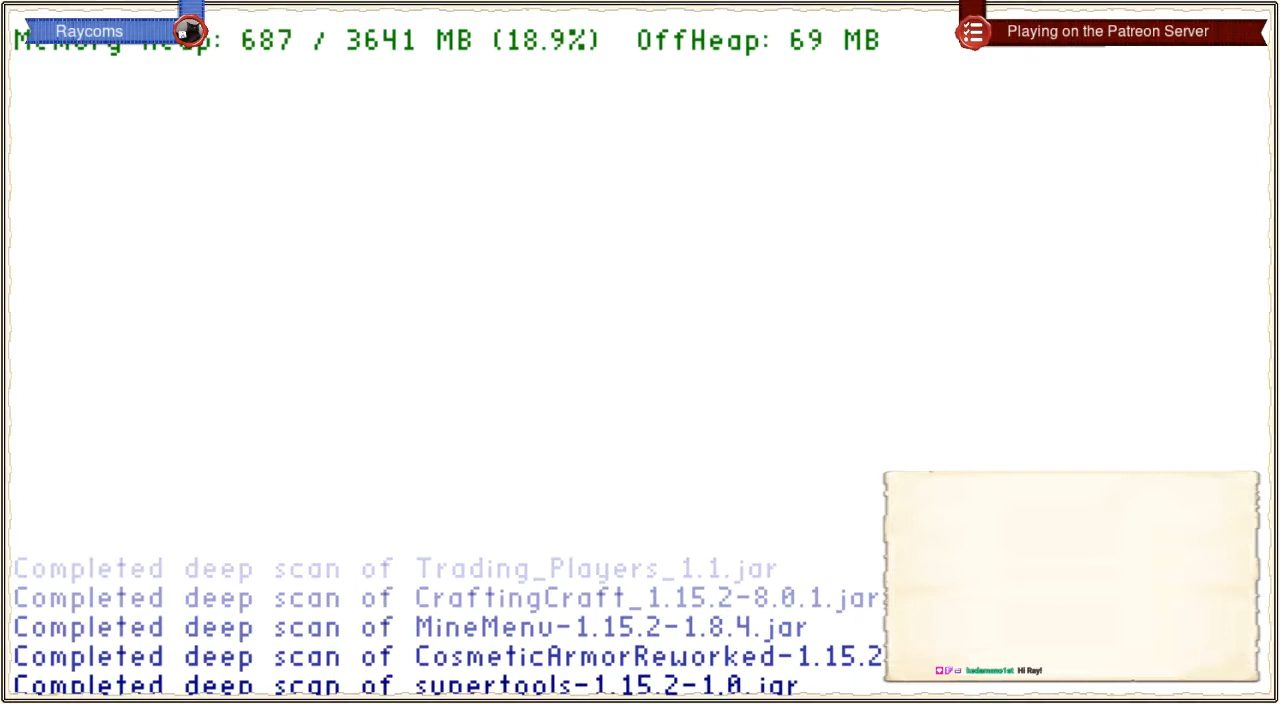 Raycoms
Playing on the Patreon Server
Memory Heap: 687 / 3641 MB (18.9%) OffHeap: 69 MB
Completed deep scan of Trading_Players_1.1.jar
Completed deep scan of CraftingCraft_1.15.2-8.0.1.jar
Completed deep scan of MineMenu-1.15.2-1.8.4.jar
Completed deep scan of CosmeticArmorReworked-1.15.2
Completed deep scan of supertools-1.15.2-1.0.jar
Hi Ray!